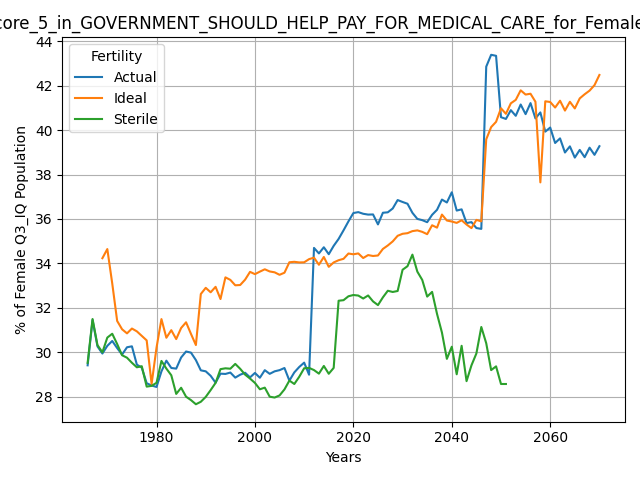 core_5_in_GOVERNMENT_SHOULD_HELP_PAY_FOR_MEDICAL_CARE_for_Female
Fertility
Actual
Ideal
Sterile
% of Female Q3_IQ Population
44
42
40
38
36
34
32
30
28
1980
2000
2020
2040
2060
Years